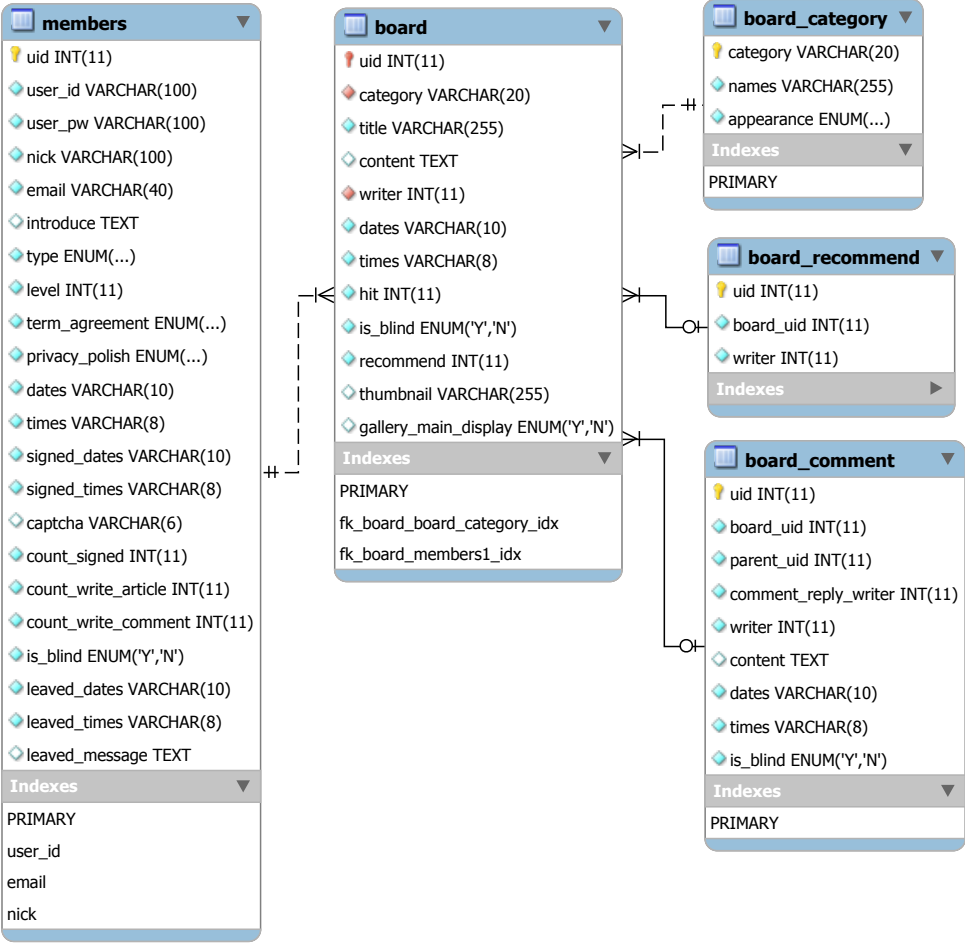 members
uid INT(11)
user_id VARCHAR(100)
user_pw VARCHAR(100)
nick VARCHAR(100)
email VARCHAR(40)
introduce TEXT
type ENUM(...)
level INT(11)
term_agreement ENUM(...)
privacy_polish ENUM(...)
dates VARCHAR(10)
times VARCHAR(8)
signed_dates VARCHAR(10)
signed_times VARCHAR(8)
captcha VARCHAR(6)
count_signed INT(11)
count_write_article INT(11)
count_write_comment INT(11)
is_blind ENUM('Y','N')
leaved_dates VARCHAR(10)
leaved_times VARCHAR(8)
leaved_message TEXT
Indexes
PRIMARY
user_id
email
nick
board
uid INT(11)
category VARCHAR(20)
title VARCHAR(255)
content TEXT
writer INT(11)
dates VARCHAR(10)
times VARCHAR(8)
hit INT(11)
is_blind ENUM('Y','N')
recommend INT(11)
thumbnail VARCHAR(255)
gallery_main_display ENUM('Y','N')
Indexes
PRIMARY
fk_board_board_category_idx
fk_board_members1_idx
board_category
category VARCHAR(20)
names VARCHAR(255)
appearance ENUM(...)
Indexes
PRIMARY
board_recommend
uid INT(11)
board_uid INT(11)
writer INT(11)
Indexes
board_comment
uid INT(11)
board_uid INT(11)
parent_uid INT(11)
comment_reply_writer INT(11)
writer INT(11)
content TEXT
dates VARCHAR(10)
times VARCHAR(8)
is_blind ENUM('Y','N')
Indexes
PRIMARY